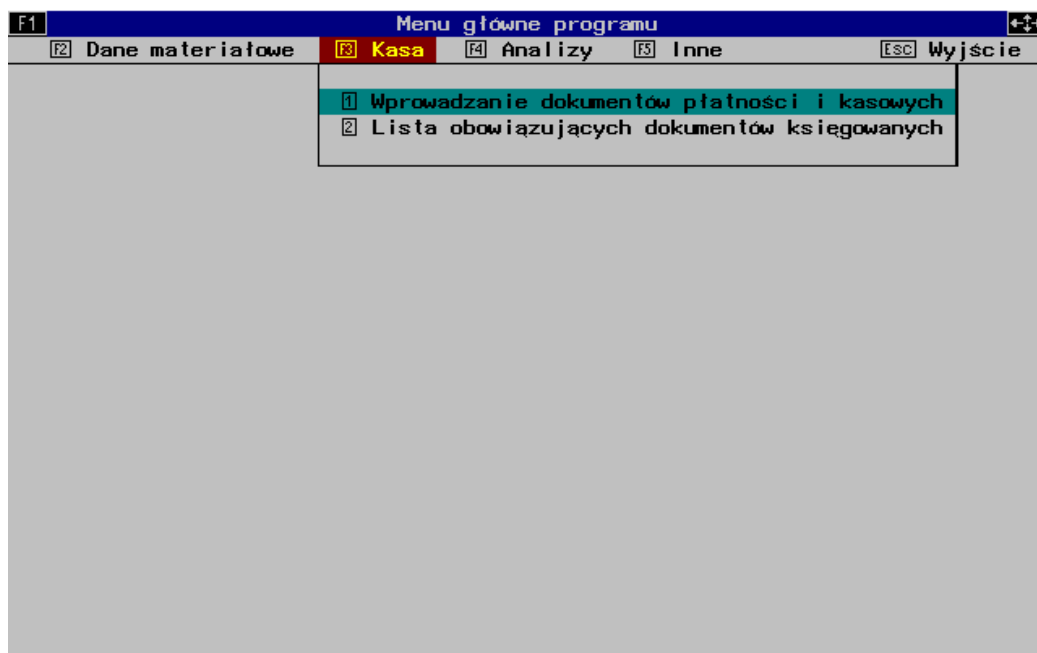 F1 Menu główne programu
F2 Dane materiałowe F3 Kasa F4 Analizy F5 Inne ESC Wyjście
1 Wprowadzanie dokumentów płatności i kasowych
2 Lista obowiązujących dokumentów księgowanych